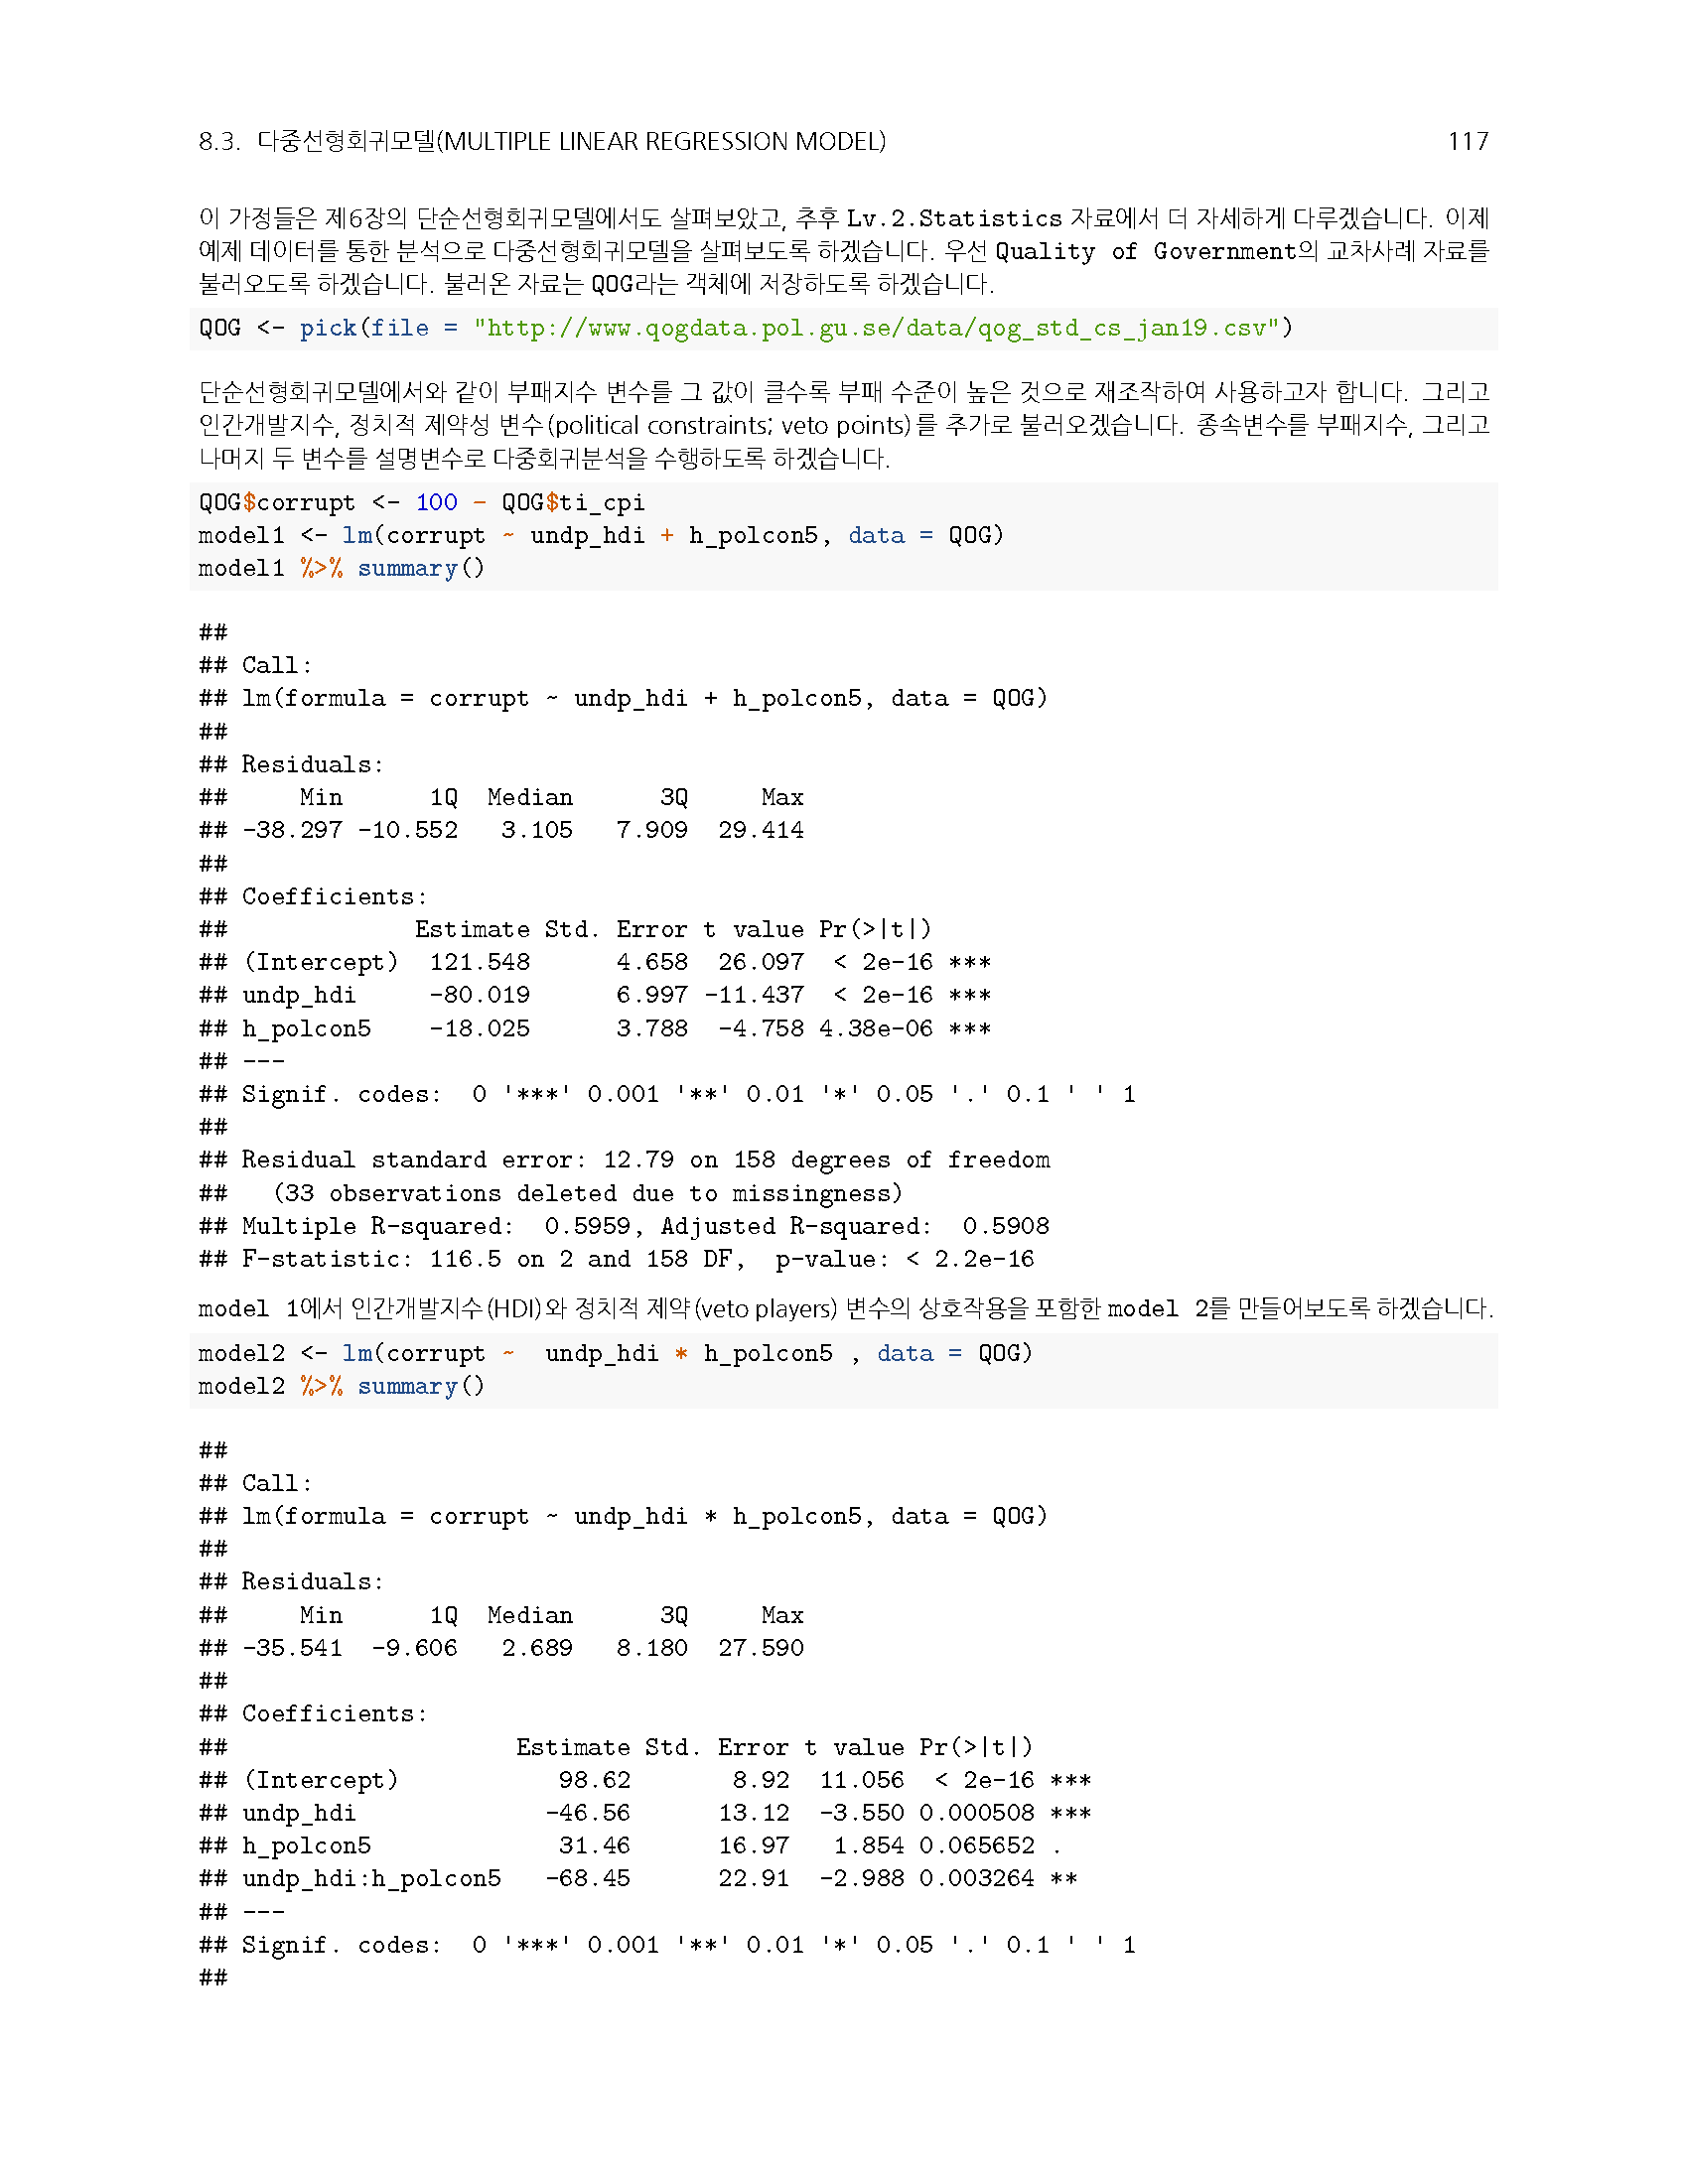 8.3. 다중선형회귀모델(MULTIPLE LINEAR REGRESSION MODEL) 117
이 가정들은 제6장의 단순선형회귀모델에서도 살펴보았고, 추후 Lv.2.Statistics 자료에서 더 자세하게 다루겠습니다. 이제
예제 데이터를 통한 분석으로 다중선형회귀모델을 살펴보도록 하겠습니다. 우선 Quality of Government의 교차사례 자료를
불러오도록 하겠습니다. 불러온 자료는 QOG라는 객체에 저장하도록 하겠습니다.
QOG <- pick(file = "http://www.qogdata.pol.gu.se/data/qog_std_cs_jan19.csv")
단순선형회귀모델에서와 같이 부패지수 변수를 그 값이 클수록 부패 수준이 높은 것으로 재조작하여 사용하고자 합니다. 그리고
인간개발지수, 정치적 제약성 변수(political constraints; veto points)를 추가로 불러오겠습니다. 종속변수를 부패지수, 그리고
나머지 두 변수를 설명변수로 다중회귀분석을 수행하도록 하겠습니다.
QOG$corrupt <- 100 - QOG$ti_cpi
model1 <- lm(corrupt ~ undp_hdi + h_polcon5, data = QOG)
model1 %>% summary()
##
## Call:
## lm(formula = corrupt ~ undp_hdi + h_polcon5, data = QOG)
##
## Residuals:
##     Min      1Q  Median      3Q     Max
## -38.297 -10.552   3.105   7.909  29.414
##
## Coefficients:
##             Estimate Std. Error t value Pr(>|t|)
## (Intercept)  121.548      4.658  26.097  < 2e-16 ***
## undp_hdi     -80.019      6.997 -11.437  < 2e-16 ***
## h_polcon5    -18.025      3.788  -4.758 4.38e-06 ***
## ---
## Signif. codes:  0 '***' 0.001 '**' 0.01 '*' 0.05 '.' 0.1 ' ' 1
##
## Residual standard error: 12.79 on 158 degrees of freedom
##   (33 observations deleted due to missingness)
## Multiple R-squared:  0.5959, Adjusted R-squared:  0.5908
## F-statistic: 116.5 on 2 and 158 DF,  p-value: < 2.2e-16
model 1에서 인간개발지수(HDI)와 정치적 제약(veto players) 변수의 상호작용을 포함한 model 2를 만들어보도록 하겠습니다.
model2 <- lm(corrupt ~  undp_hdi * h_polcon5 , data = QOG)
model2 %>% summary()
##
## Call:
## lm(formula = corrupt ~ undp_hdi * h_polcon5, data = QOG)
##
## Residuals:
##     Min      1Q  Median      3Q     Max
## -35.541  -9.606   2.689   8.180  27.590
##
## Coefficients:
##                    Estimate Std. Error t value Pr(>|t|)
## (Intercept)           98.62       8.92  11.056  < 2e-16 ***
## undp_hdi             -46.56      13.12  -3.550 0.000508 ***
## h_polcon5             31.46      16.97   1.854 0.065652 .
## undp_hdi:h_polcon5   -68.45      22.91  -2.988 0.003264 **
## ---
## Signif. codes:  0 '***' 0.001 '**' 0.01 '*' 0.05 '.' 0.1 ' ' 1
##